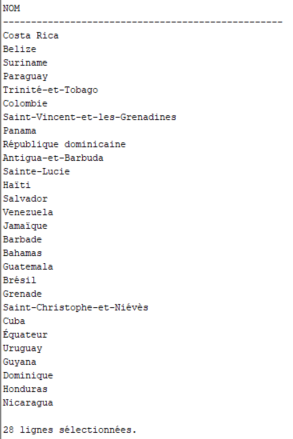 NOM
--------------------------------------------------------------------------------
Costa Rica
Belize
Suriname
Paraguay
Trinité-et-Tobago
Colombie
Saint-Vincent-et-les-Grenadines
Panama
République dominicaine
Antigua-et-Barbuda
Sainte-Lucie
Haïti
Salvador
Venezuela
Jamaïque
Barbade
Bahamas
Guatemala
Brésil
Grenade
Saint-Christophe-et-Niévès
Cuba
Équateur
Uruguay
Guyana
Dominique
Honduras
Nicaragua
28 lignes sélectionnées.